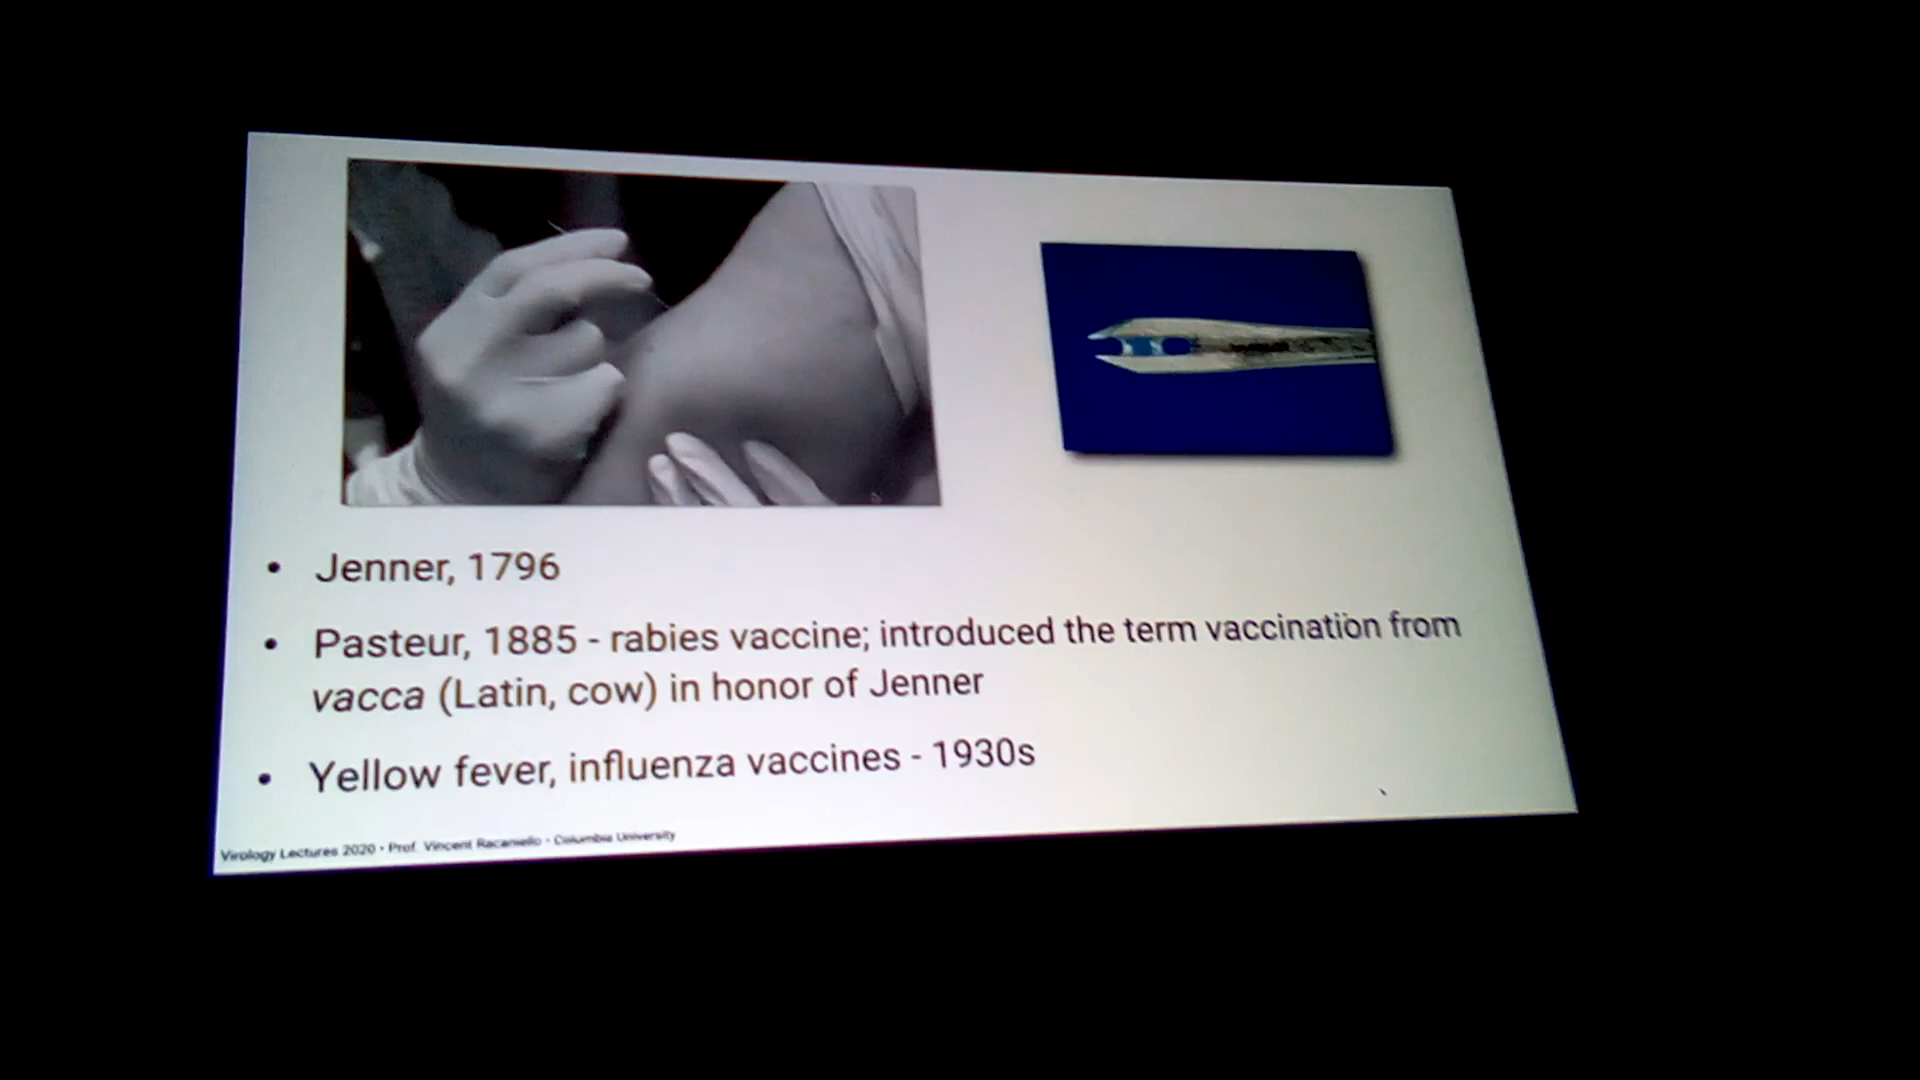 • Jenner, 1796
• Pasteur, 1885 - rabies vaccine; introduced the term vaccination from
vacca (Latin, cow) in honor of Jenner
• Yellow fever, influenza vaccines - 1930s
Virology Lectures 2020 • Prof. Vincent Racaniello • Columbia University